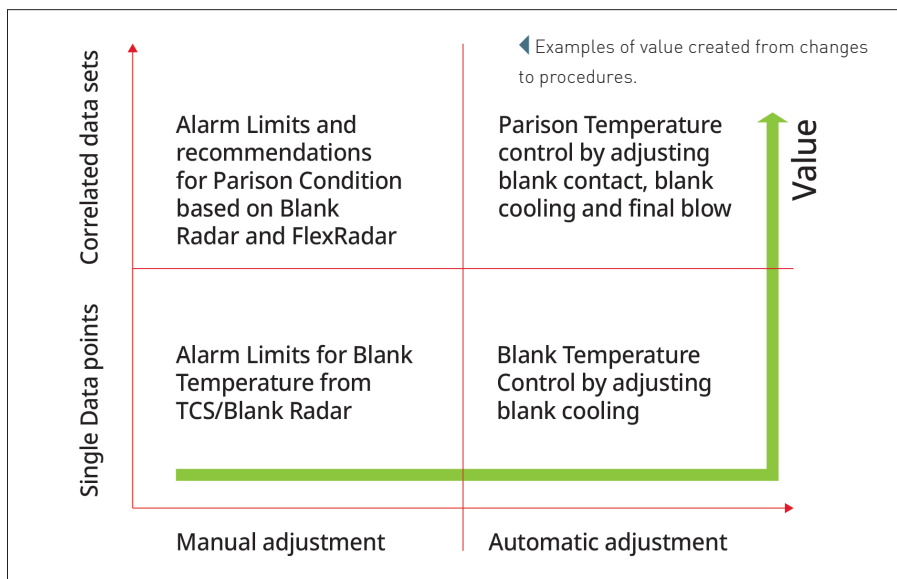 Examples of value created from changes
to procedures.
Correlated data sets
Alarm Limits and
recommendations
for Parison Condition
based on Blank
Radar and FlexRadar
Parison Temperature
control by adjusting
blank contact, blank
cooling and final blow
Value
Single Data points
Alarm Limits for Blank
Temperature from
TCS/Blank Radar
Blank Temperature
Control by adjusting
blank cooling
Manual adjustment
Automatic adjustment